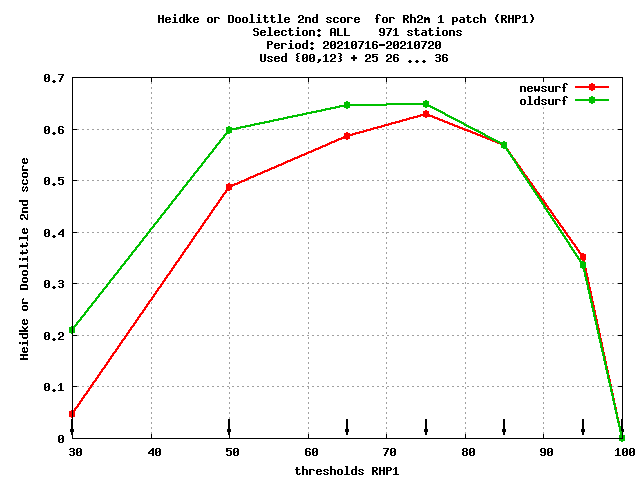 Heidke or Doolittle 2nd score  for Rh2m 1 patch (RHP1)
Selection: ALL    971 stations
Period: 20210716-20210720
Used {00,12} + 25 26 ... 36
newsurf
oldsurf
Heidke or Doolittle 2nd score
0.7
0.6
0.5
0.4
0.3
0.2
0.1
0
30 40 50 60 70 80 90 100
thresholds RHP1